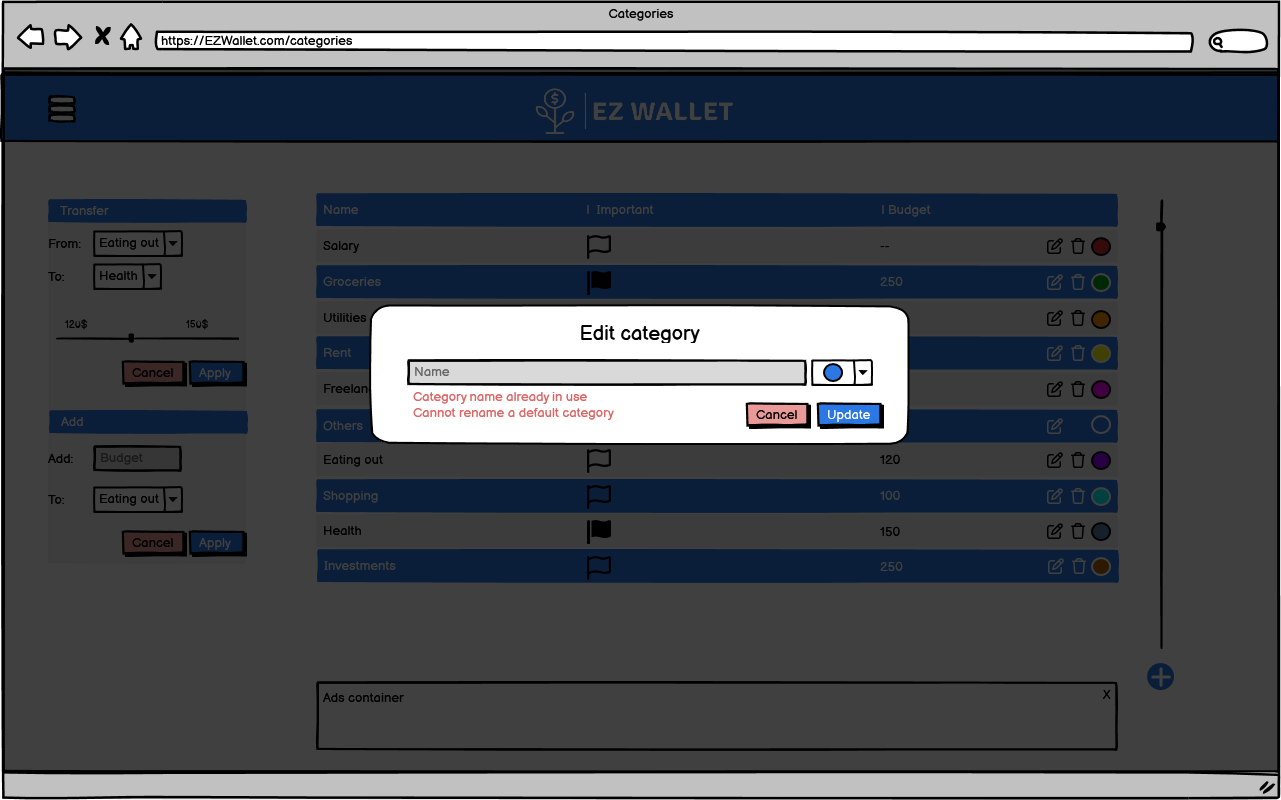 Categories
https://EZWallet.com/categories
$
EZ WALLET
Transfer
From: Eating out
To: Health
120$ 150$
Cancel Apply
Add
Add: Budget
To: Eating out
Cancel Apply
Name | Important | Budget
Salary --
Groceries 250
Utilities
Rent
Freelan
Others
Eating out 120
Shopping 100
Health 150
Investments 250
Edit category
Name
Category name already in use
Cannot rename a default category
Cancel Update
Ads container X